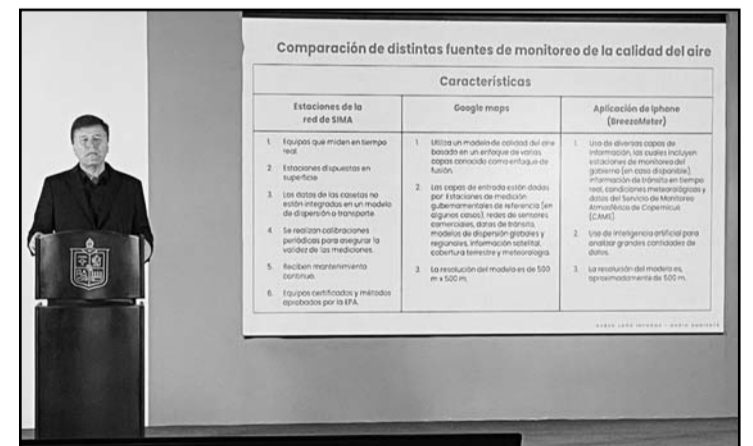 Comparación de distintas fuentes de monitoreo de la calidad del aire
Características
Estaciones de la
red de SIMA
1. Equipos que miden en tiempo
real.
2. Estaciones dispuestas en
superficie
3. Los datos de las casetas no
están integrados en un modelo
de dispersión o transporte
4. Se realizan calibraciones
periódicas para asegurar la
validez de las mediciones.
5. Reciben mantenimiento
continuo.
6. Equipos certificados y métodos
aprobados por la EPA.
Google maps
1. Utiliza un modelo de calidad del aire
basado en un enfoque de varias
capas conocido como enfoque de
fusión.
2. Las capas de entrada están dadas
por: Estaciones de medición
gubernamentales de referencia (en
algunos casos), redes de sensores
comerciales, datos de tránsito,
modelos de dispersión globales y
regionales, información satelital,
cobertura terrestre y meteorología.
3. La resolución del modelo es de 500
m x 500 m.
Aplicación de Iphone
(BreezoMeter)
1. Uso de diversas capas de
información, las cuales incluyen
estaciones de monitoreo del
gobierno (en caso disponible),
información de tránsito en tiempo
real, condiciones meteorológicas y
datos del Servicio de Monitoreo
Atmosférico de Copernicus
(CAMS).
2. Uso de inteligencia artificial para
analizar grandes cantidades de
datos.
3. La resolución del modelo es,
aproximadamente de 500 m.